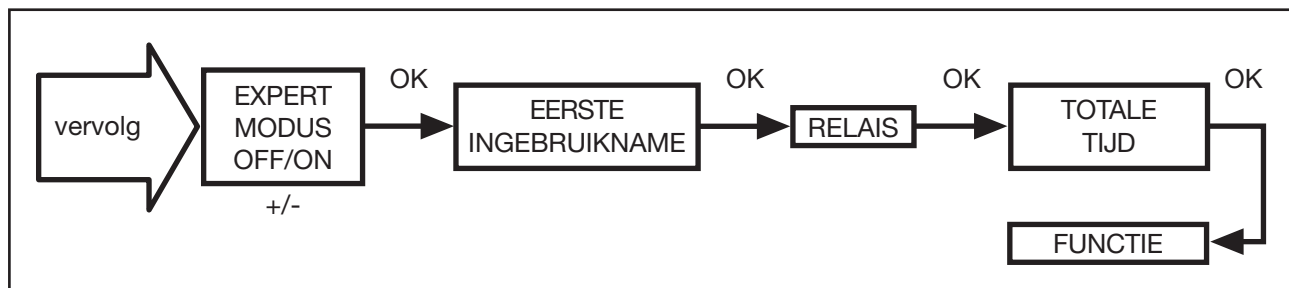 vervolg
EXPERT
MODUS
OFF/ON
+/-
OK
EERSTE
INGEBRUIKNAME
OK
RELAIS
OK
TOTALE
TIJD
OK
FUNCTIE